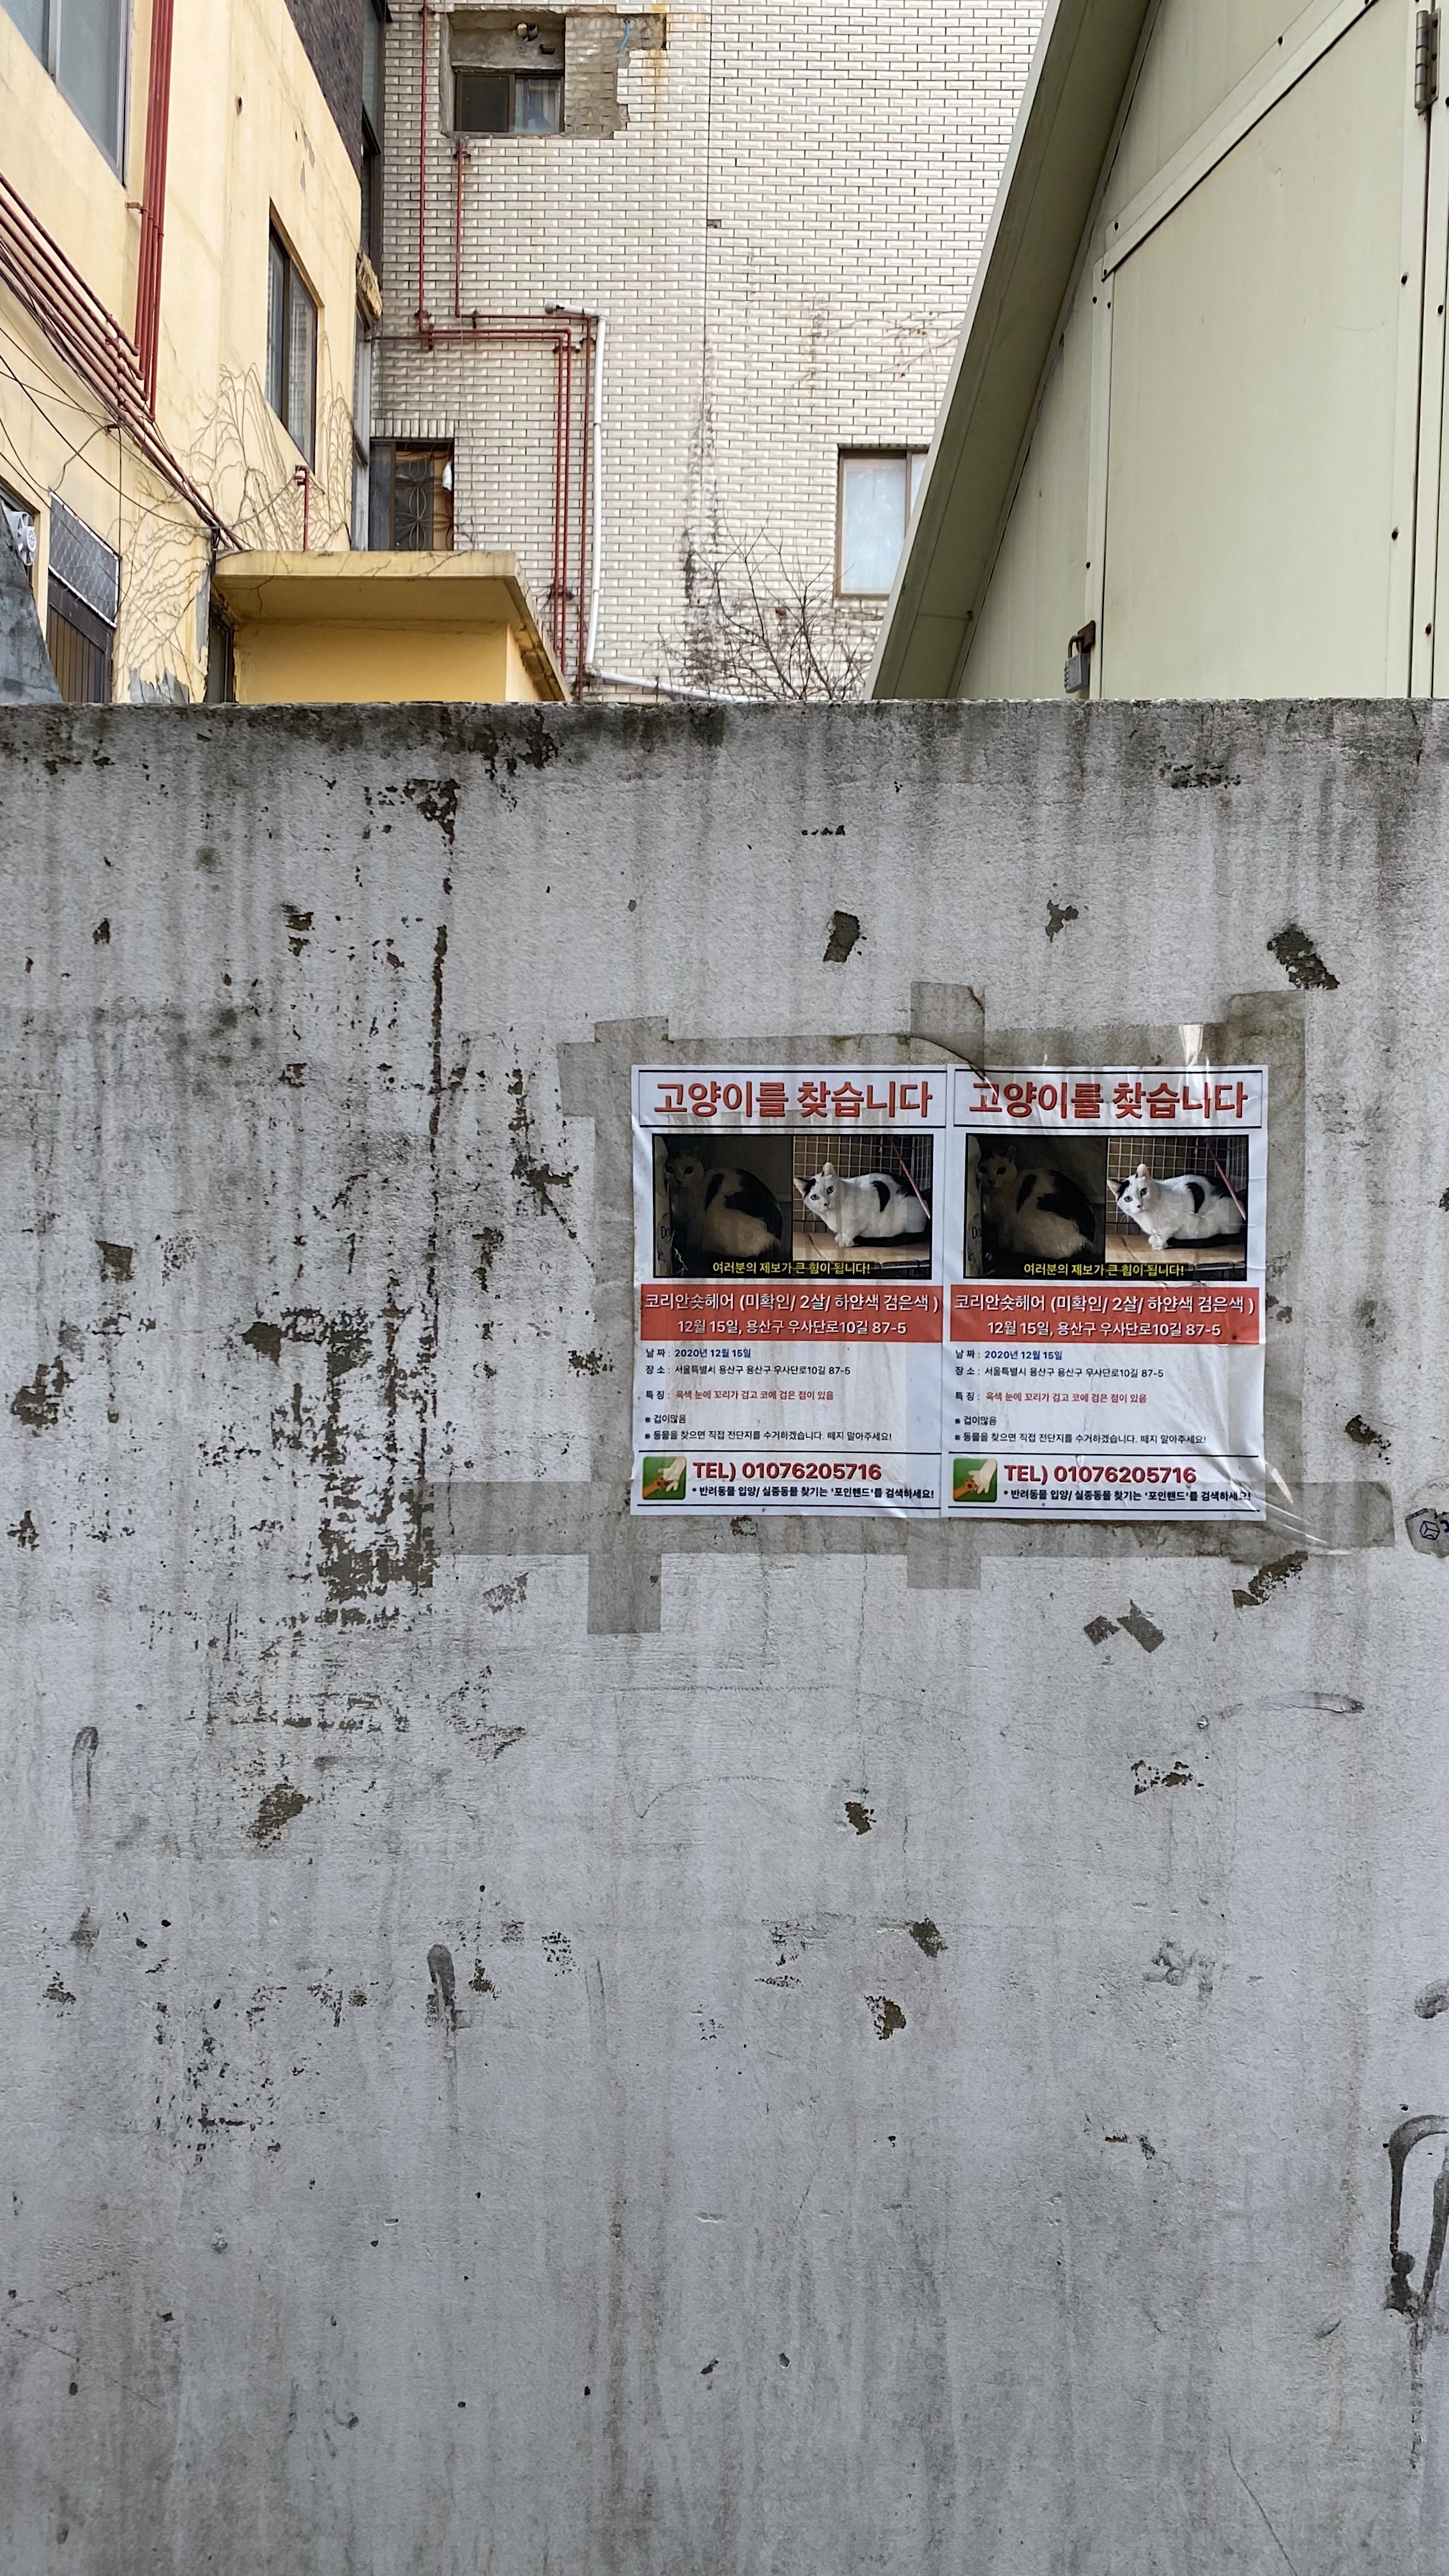 고양이를 찾습니다
여러분의 제보가 큰 힘이 됩니다!
코리안숏헤어 (미확인/ 2살/ 하얀색 검은색 )
12월 15일, 용산구 우사단로10길 87-5
날 짜 : 2020년 12월 15일
장 소 : 서울특별시 용산구 용산구 우사단로10길 87-5
특 징 : 옥색 눈에 꼬리가 검고 코에 검은 점이 있음
※ 겁이많음
※ 동물을 찾으면 직접 전단지를 수거하겠습니다. 떼지 말아주세요!
TEL) 01076205716
* 반려동물 입양/ 실종동물 찾기는 '포인핸드'를 검색하세요!
고양이를 찾습니다
여러분의 제보가 큰 힘이 됩니다!
코리안숏헤어 (미확인/ 2살/ 하얀색 검은색 )
12월 15일, 용산구 우사단로10길 87-5
날 짜 : 2020년 12월 15일
장 소 : 서울특별시 용산구 용산구 우사단로10길 87-5
특 징 : 옥색 눈에 꼬리가 검고 코에 검은 점이 있음
※ 겁이많음
※ 동물을 찾으면 직접 전단지를 수거하겠습니다. 떼지 말아주세요!
TEL) 01076205716
* 반려동물 입양/ 실종동물 찾기는 '포인핸드'를 검색하세요!